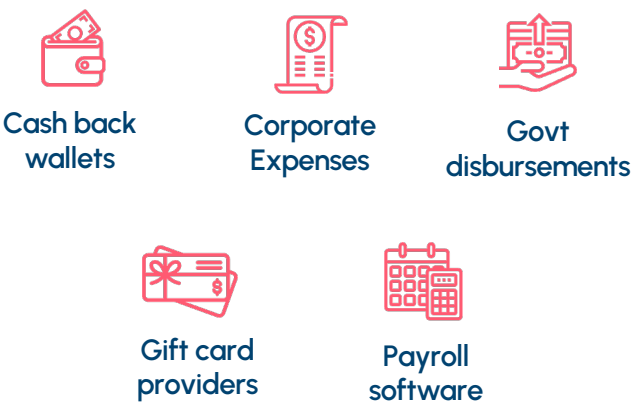 Cash back
wallets
Corporate
Expenses
Govt
disbursements
Gift card
providers
Payroll
software